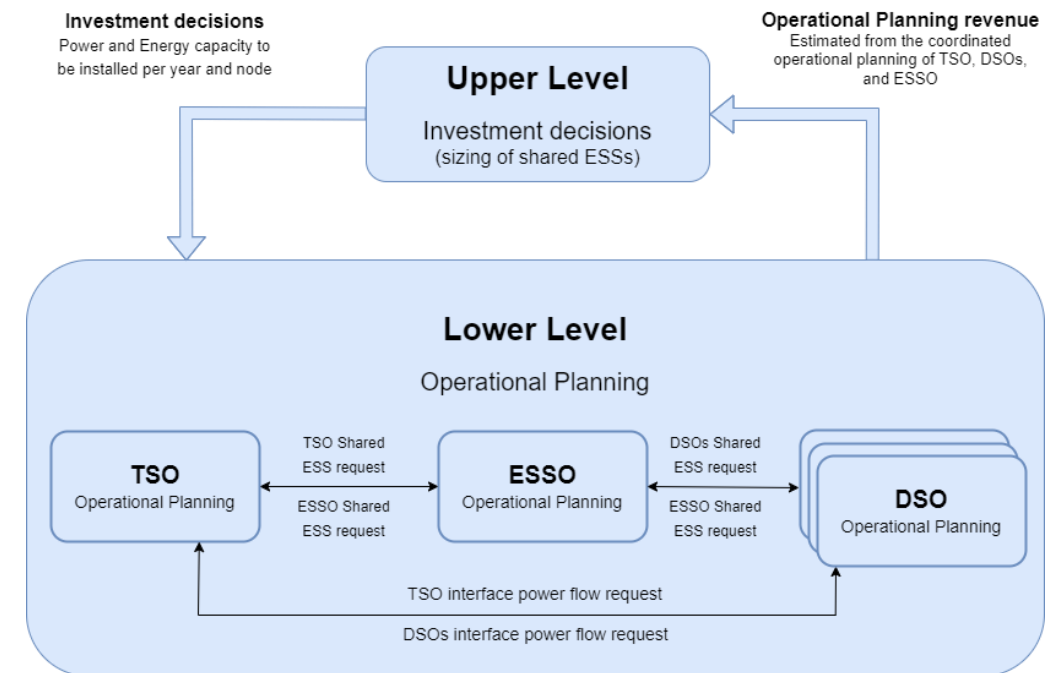 Investment decisions
Power and Energy capacity to
be installed per year and node
Operational Planning revenue
Estimated from the coordinated
operational planning of TSO, DSOs,
and ESSO
Upper Level
Investment decisions
(sizing of shared ESSs)
Lower Level
Operational Planning
TSO
Operational Planning
TSO Shared
ESS request
ESSO Shared
ESS request
ESSO
Operational Planning
DSOs Shared
ESS request
ESSO Shared
ESS request
DSO
Operational Planning
TSO interface power flow request
DSOs interface power flow request